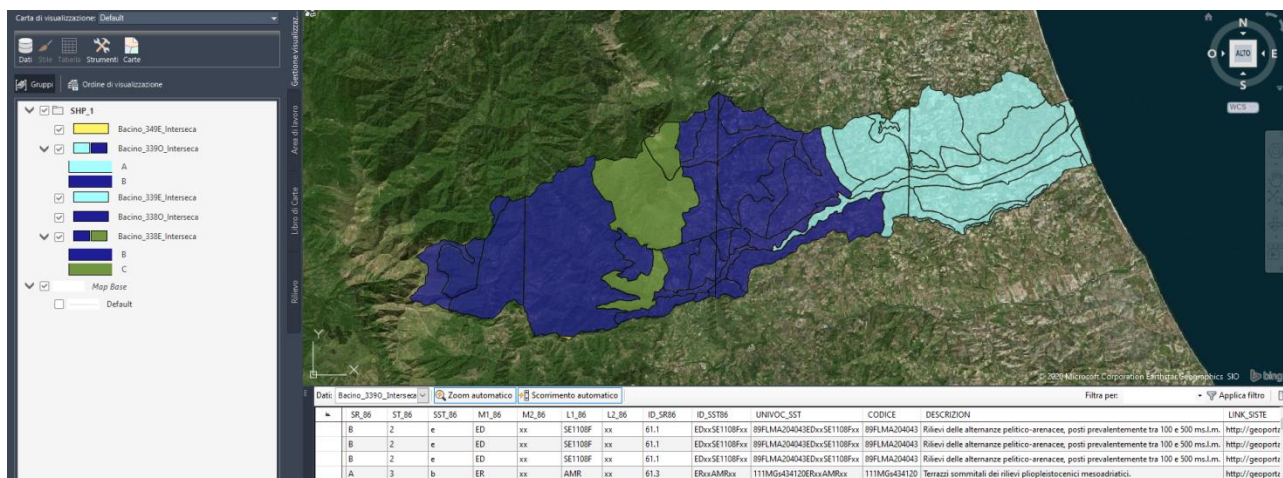 Carta di visualizzazione: Default
Dati Stile Tabella Strumenti Carte
Gruppi Ordine di visualizzazione
SHP_1
Bacino_349E_Interseca
Bacino_339O_Interseca
A
B
Bacino_339E_Interseca
Bacino_338O_Interseca
Bacino_338E_Interseca
B
C
Map Base
Default
Gestione visualizzaz...
Area di lavoro
Libro di Carte
Rilievo
N
O ALTO E
S
WCS
Y
X
© 2020 Microsoft Corporation Earthstar Geographics SIO bing
Dati: Bacino_339O_Interseca Zoom automatico Scorrimento automatico Filtra per: Applica filtro
SR_86 ST_86 SST_86 M1_86 M2_86 L1_86 L2_86 ID_SR86 ID_SST86 UNIVOC_SST CODICE DESCRIZION LINK_SISTE
B 2 e ED xx SE1108F xx 61.1 EDxxSE1108Fxx 89FLMA204043EDxxSE1108Fxx 89FLMA204043 Rilievi delle alternanze pelitico-arenacee, posti prevalentemente tra 100 e 500 ms.l.m. http://geoporta
B 2 e ED xx SE1108F xx 61.1 EDxxSE1108Fxx 89FLMA204043EDxxSE1108Fxx 89FLMA204043 Rilievi delle alternanze pelitico-arenacee, posti prevalentemente tra 100 e 500 ms.l.m. http://geoporta
B 2 e ED xx SE1108F xx 61.1 EDxxSE1108Fxx 89FLMA204043EDxxSE1108Fxx 89FLMA204043 Rilievi delle alternanze pelitico-arenacee, posti prevalentemente tra 100 e 500 ms.l.m. http://geoporta
A 3 b ER xx AMR xx 61.3 ERxxAMRxx 111MGs434120ERxxAMRxx 111MGs434120 Terrazzi sommitali dei rilievi pliopleistocenici mesoadriatici. http://geoporta